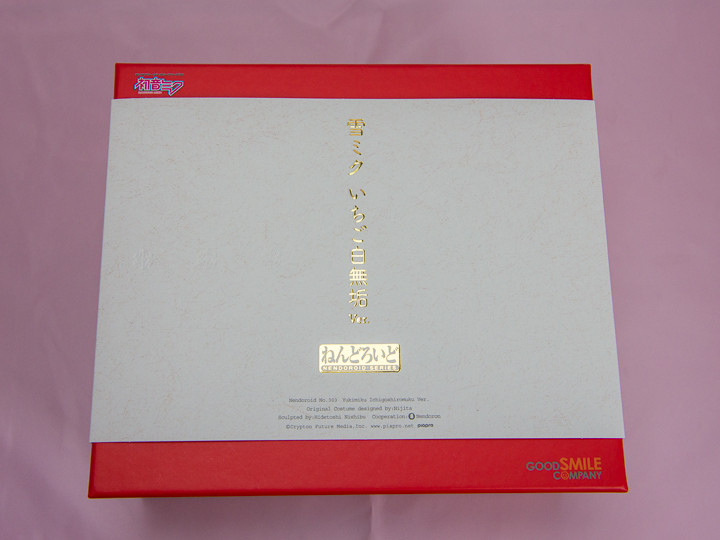 初音ミク
雪ミク いちご白無垢 Ver.
ねんどろいど
NENDOROID SERIES
Nendoroid No.303 Yukimiku Ichigoshiromuku Ver.
Original Costume designed by:Nijita
Sculpted by:Hidetoshi Kushibu Cooperation: Nendoron
©Crypton Future Media,Inc. www.piapro.net piapro
GOOD SMILE
COMPANY